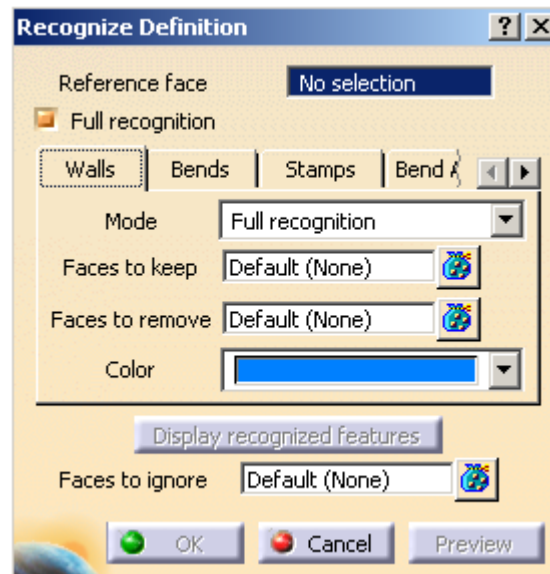 Recognize Definition ? X
Reference face No selection
Full recognition
Walls Bends Stamps Bend A
Mode Full recognition
Faces to keep Default (None)
Faces to remove Default (None)
Color
Display recognized features
Faces to ignore Default (None)
OK Cancel Preview